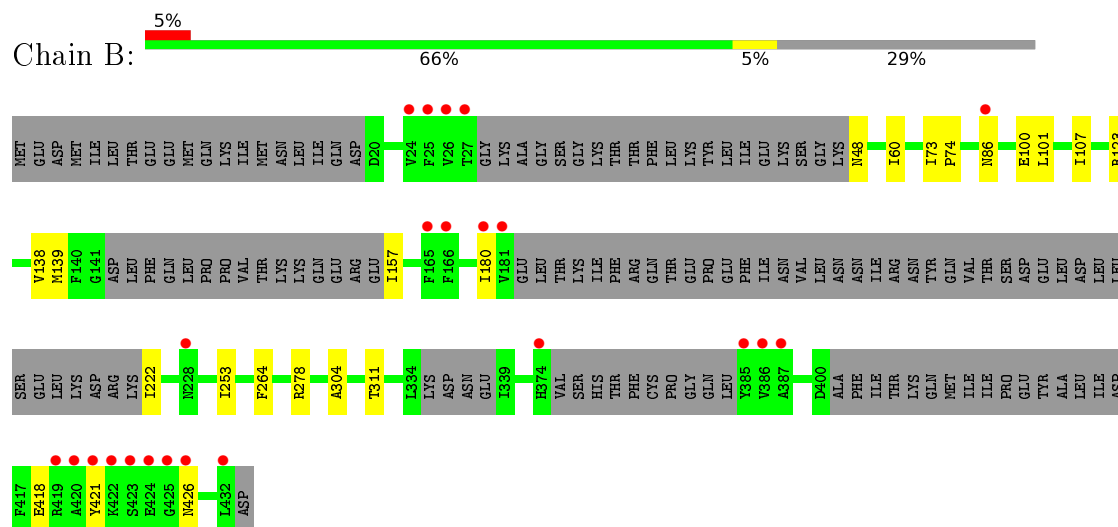 5%
Chain B:
66% 5% 29%
MET GLU ASP MET ILE LEU THR GLU GLU MET GLN LYS ILE MET ASN LEU ILE GLN ASP D20 V24 F25 V26 T27 GLY LYS ALA GLY SER GLY LYS THR THR PHE LEU LYS TYR LEU ILE GLU LYS SER GLY LYS N48 I60 I73 P74 N86 E100 L101 I107
V138 M139 F140 G141 ASP LEU PHE GLN LEU PRO PRO VAL THR LYS LYS GLN GLU ARG GLU I157 F165 F166 I180 V181 GLU LEU THR LYS ILE PHE ARG GLN THR GLU PRO GLU PHE ILE ASN VAL LEU ASN ASN ILE ARG ASN TYR GLN VAL THR SER ASP GLU LEU ASP LEU LEU
SER GLU LEU LYS ASP ARG LYS I222 N228 I253 F264 R278 A304 T311 L334 LYS ASP ASN GLU I339 H374 VAL SER HIS THR PHE CYS PRO GLY GLN LEU Y385 V386 A387 D400 ALA PHE ILE THR LYS GLN MET ILE ILE PRO GLU TYR ALA LEU ILE ASP
F417 E418 R419 A420 Y421 K422 S423 E424 G425 N426 L432 ASP